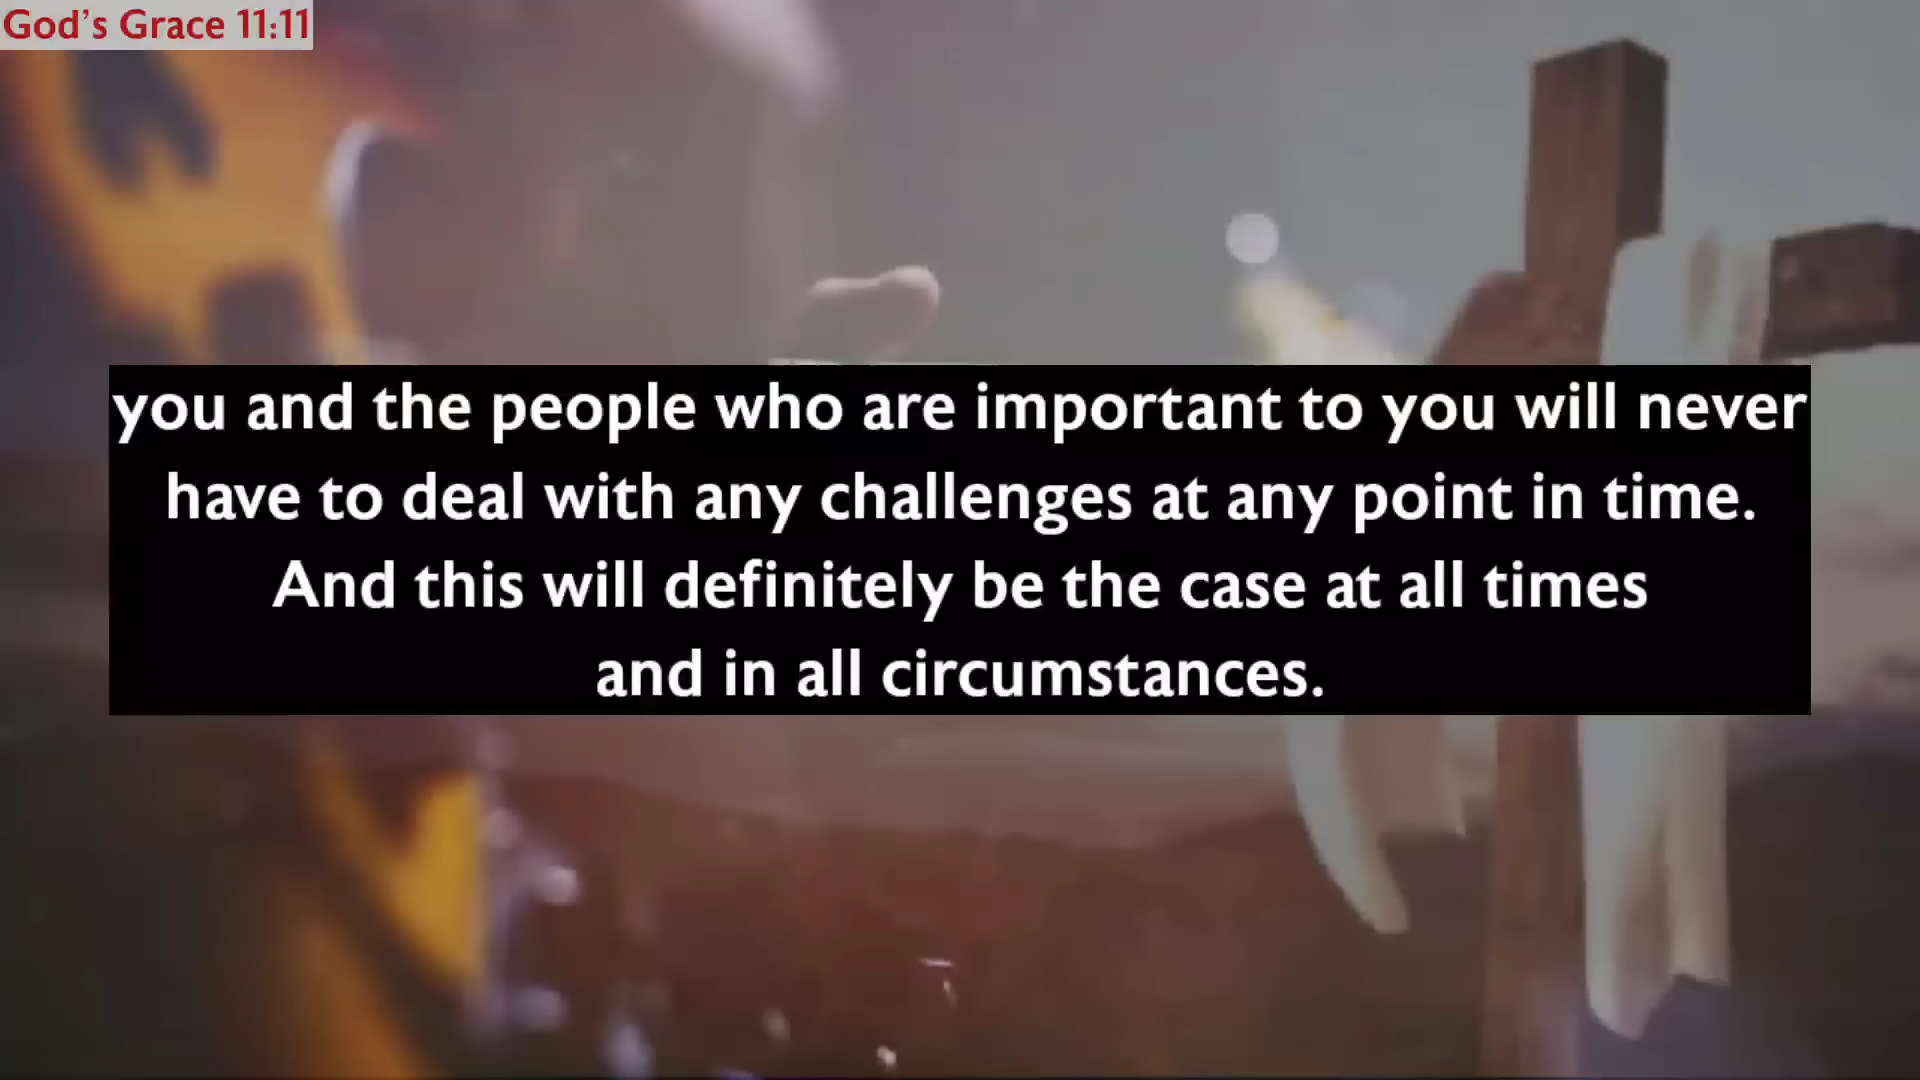 God's Grace 11:11
you and the people who are important to you will never
have to deal with any challenges at any point in time.
And this will definitely be the case at all times
and in all circumstances.